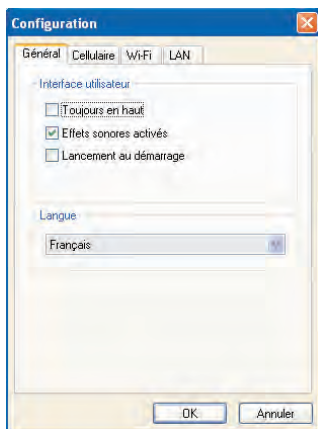 Configuration
Général Cellulaire Wi-Fi LAN
Interface utilisateur
Toujours en haut
Effets sonores activés
Lancement au démarrage
Langue
Français
OK Annuler